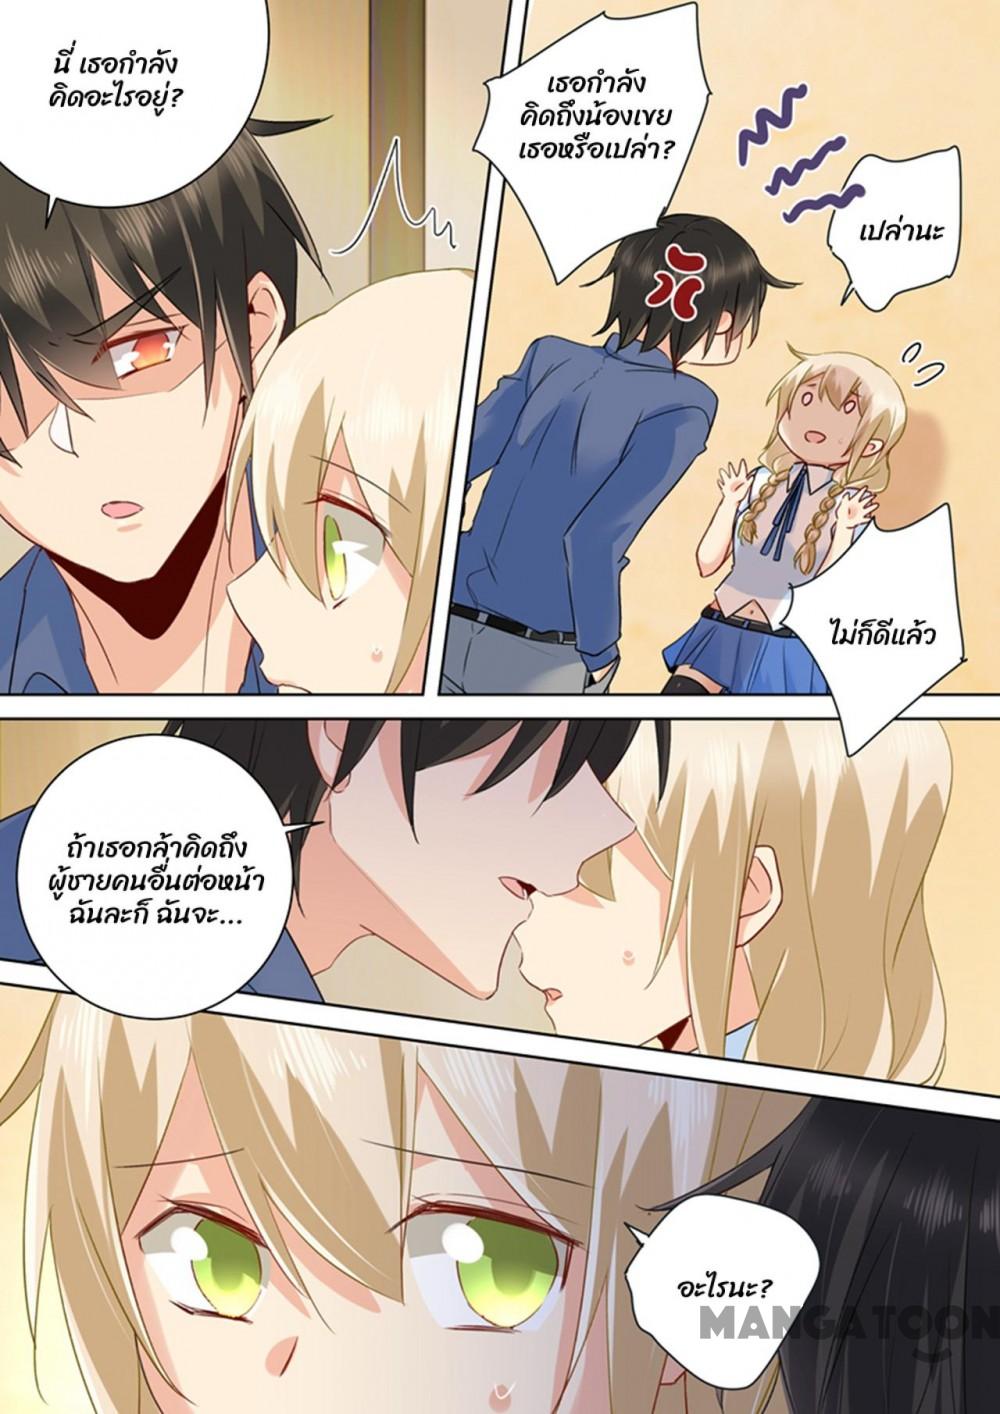 นี่ เธอกำลัง
คิดอะไรอยู่?
เธอกำลัง
คิดถึงน้องเขย
เธอหรือเปล่า?
เปล่านะ
ไม่ก็ดีแล้ว
ถ้าเธอกล้าคิดถึง
ผู้ชายคนอื่นต่อหน้า
ฉันละก็ ฉันจะ...
อะไรนะ?
MANGATOON